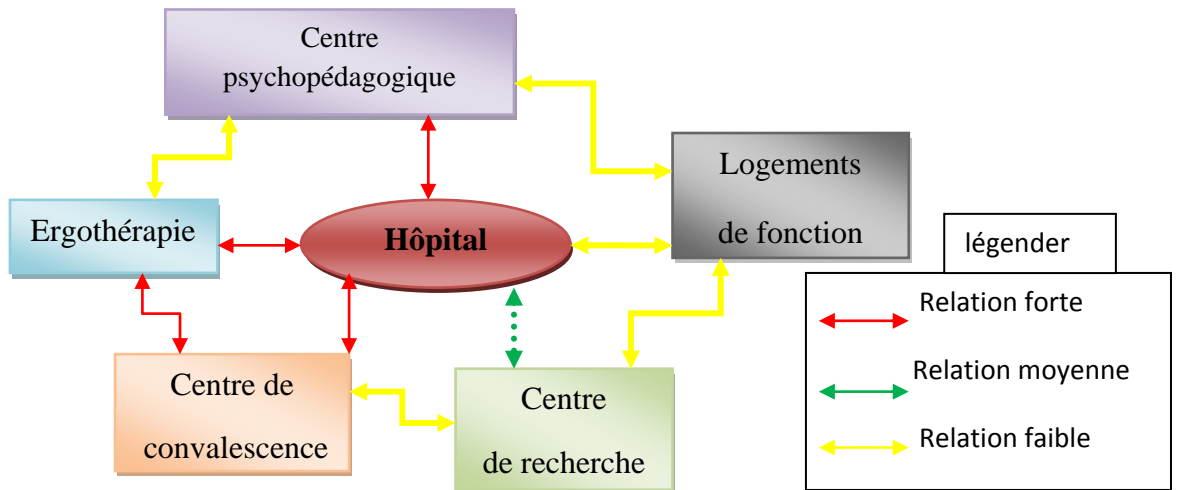 Centre
psychopédagogique
Logements
de fonction
Ergothérapie
Hôpital
Centre de
convalescence
Centre
de recherche
légender
Relation forte
Relation moyenne
Relation faible